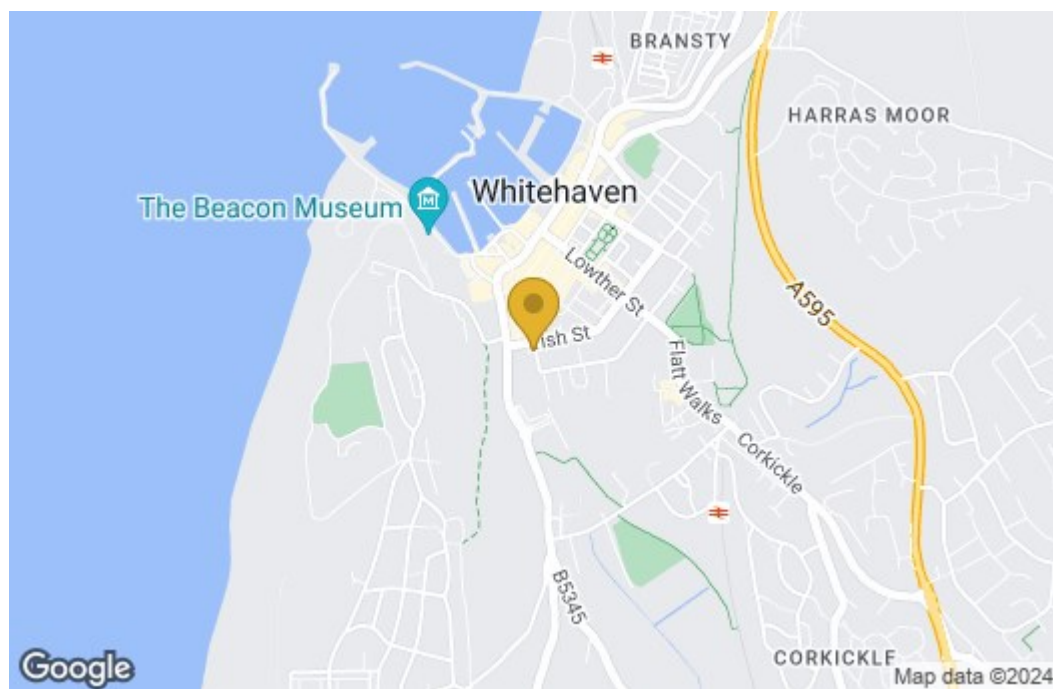 BRANSTY
HARRAS MOOR
Whitehaven
The Beacon Museum
M
Lowther St
A595
ish St
Flatt Walks
Corkickle
B5345
CORKICKLE
Google
Map data ©2024